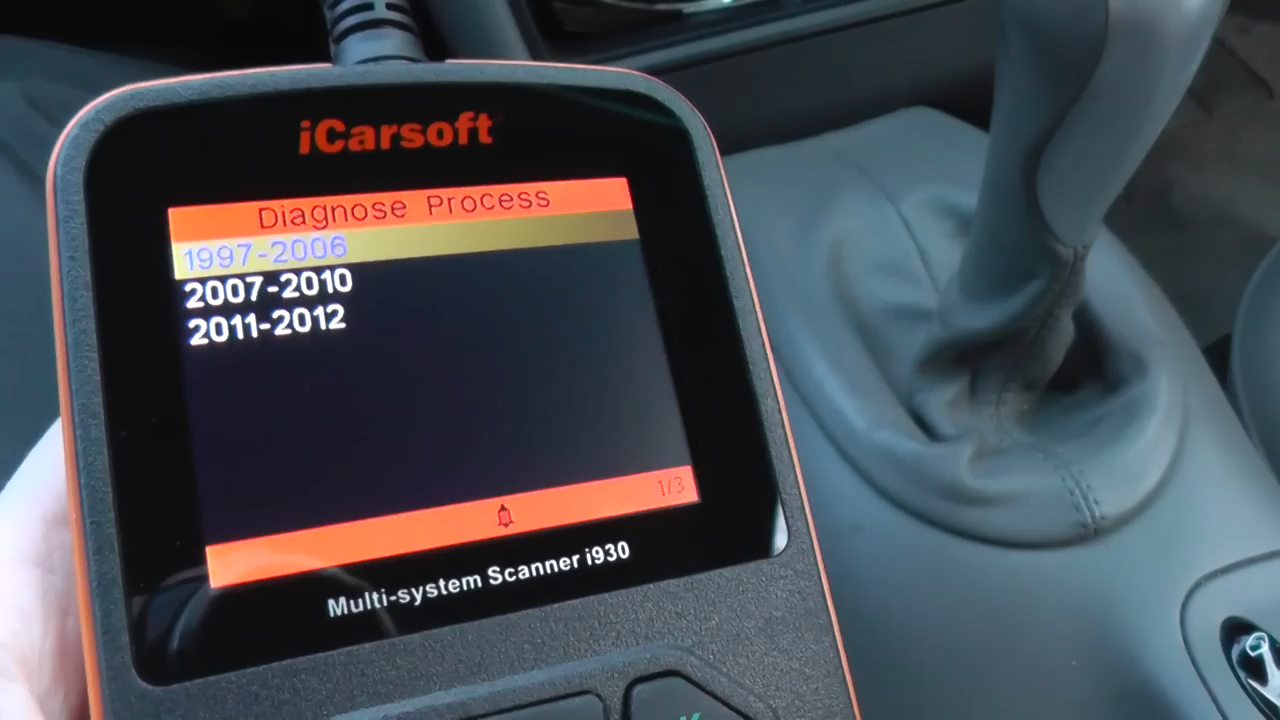 iCarsoft
Diagnose Process
1997-2006
2007-2010
2011-2012
1/3
Multi-system Scanner i930